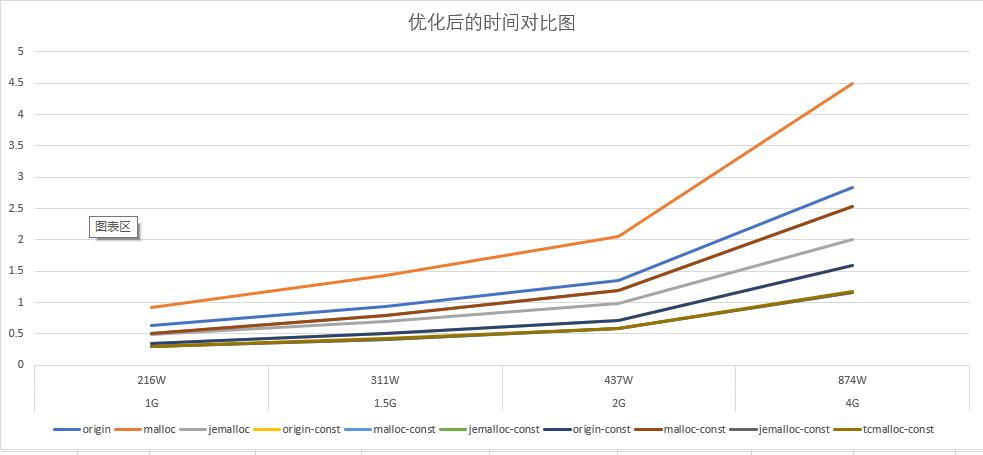 优化后的时间对比图
5
4.5
4
3.5
3
2.5
2
1.5
1
0.5
0
图表区
216W 311W 437W 874W
1G 1.5G 2G 4G
origin malloc jemalloc origin-const malloc-const jemalloc-const origin-const malloc-const jemalloc-const tcmalloc-const